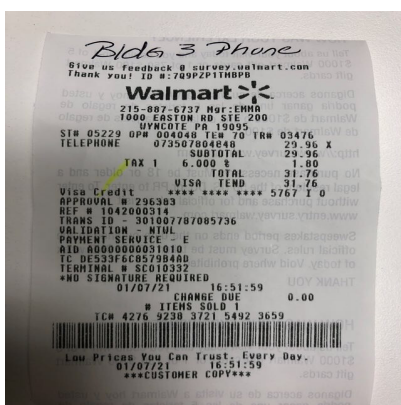 Bldg 3 Phone
Give us feedback @ survey.walmart.com
Thank you! ID #:7Q9PZP1TMBPB
Walmart
215-887-6737 Mgr:EMMA
1000 EASTON RD STE 200
WYNCOTE PA 19095
ST# 05229 OP# 004048 TE# 70 TR# 03476
TELEPHONE 073507804848 29.96 X
SUBTOTAL 29.96
TAX 1 6.000 % 1.80
TOTAL 31.76
VISA TEND 31.76
Visa Credit **** **** **** 5767 I 0
APPROVAL # 296383
REF # 1042000314
TRANS ID - 301007787085736
VALIDATION - NTWL
PAYMENT SERVICE - E
AID A0000000031010
TC DE533F6C8579B4AD
TERMINAL # SC010332
*NO SIGNATURE REQUIRED
01/07/21 16:51:59
CHANGE DUE 0.00
# ITEMS SOLD 1
TC# 4276 9238 3721 5492 3659
Low Prices You Can Trust. Every Day.
01/07/21 16:51:59
***CUSTOMER COPY***